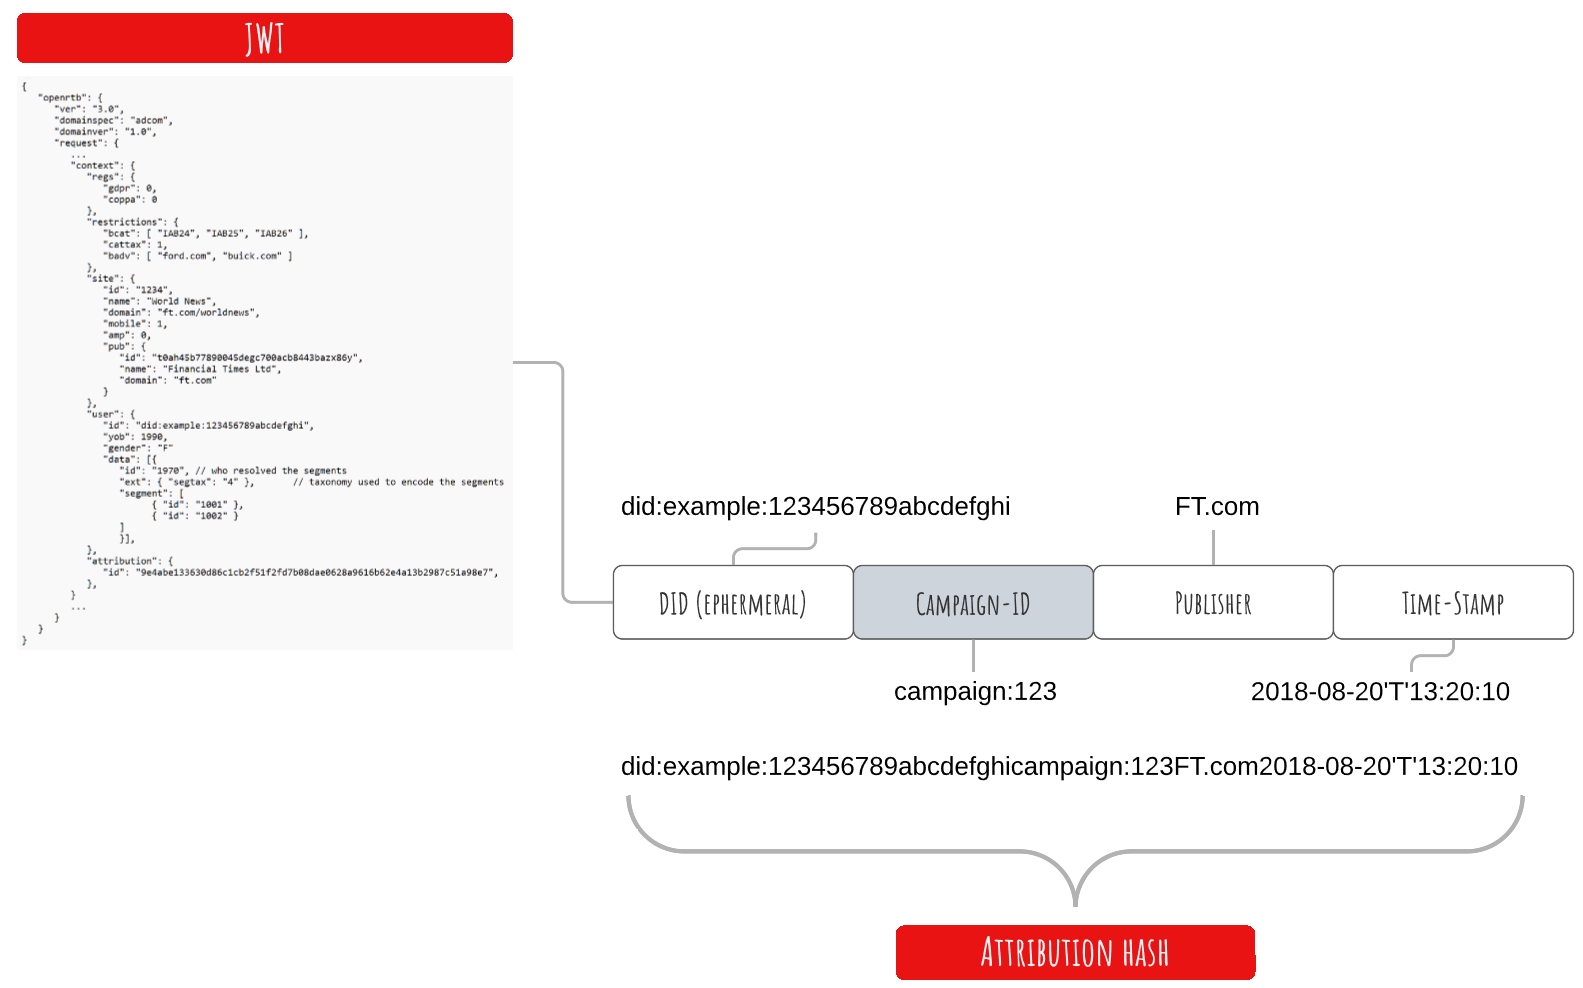 JWT
{
"openrtb": {
"ver": "3.0",
"domainspec": "adcom",
"domainver": "1.0",
"request": {
...
"context": {
"regs": {
"gdpr": 0,
"coppa": 0
},
"restrictions": {
"bcat": [ "IAB24", "IAB25", "IAB26" ],
"cattax": 1,
"badv": [ "ford.com", "buick.com" ]
},
"site": {
"id": "1234",
"name": "World News",
"domain": "ft.com/worldnews",
"mobile": 1,
"amp": 0,
"pub": {
"id": "t0ah45b77890045degc700acb8443bazx86y",
"name": "Financial Times Ltd",
"domain": "ft.com"
}
},
"user": {
"id": "did:example:123456789abcdefghi",
"yob": 1990,
"gender": "F"
"data": [{
"id": "1970", // who resolved the segments
"ext": { "segtax": "4" }, // taxonomy used to encode the segments
"segment": [
{ "id": "1001" },
{ "id": "1002" }
]
}],
},
"attribution": {
"id": "9e4abe133630d86c1cb2f51f2fd7b08dae0628a9616b62e4a13b2987c51a98e7",
},
}
...
}
}
}
did:example:123456789abcdefghi
FT.com
DID (ephermeral)
Campaign-ID
Publisher
Time-Stamp
campaign:123
2018-08-20'T'13:20:10
did:example:123456789abcdefghicampaign:123FT.com2018-08-20'T'13:20:10
Attribution hash